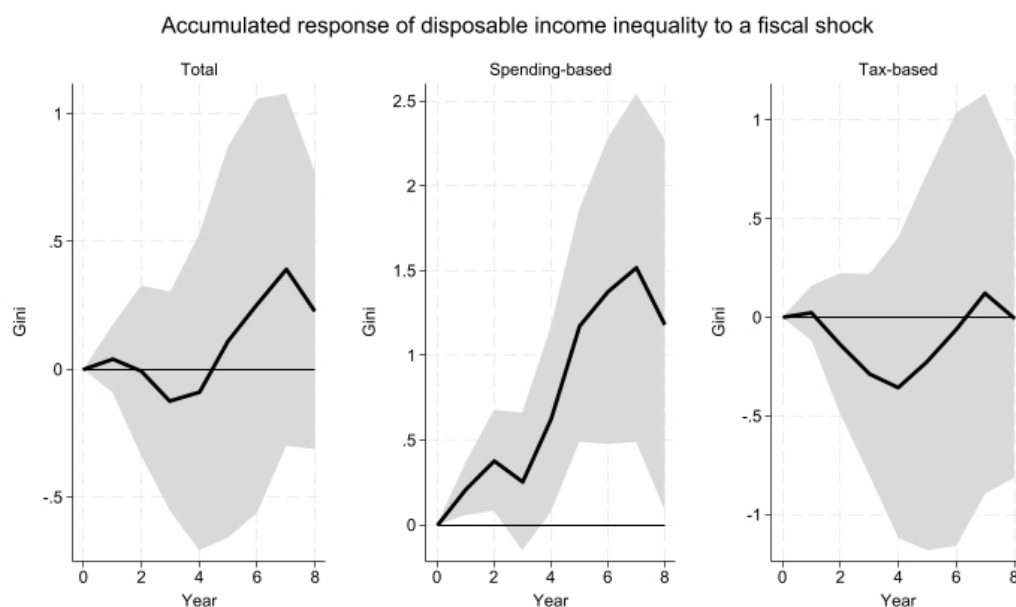 Accumulated response of disposable income inequality to a fiscal shock
Total
Gini
1
.5
0
-.5
0 2 4 6 8
Year
Spending-based
Gini
2.5
2
1.5
1
.5
0
0 2 4 6 8
Year
Tax-based
Gini
1
.5
0
-.5
-1
0 2 4 6 8
Year